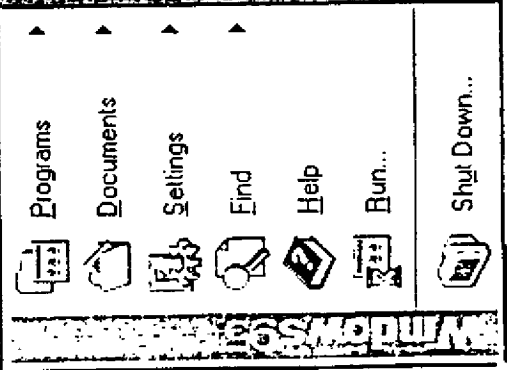 Programs
Documents
Settings
Find
Help
Run...
Shut Down...